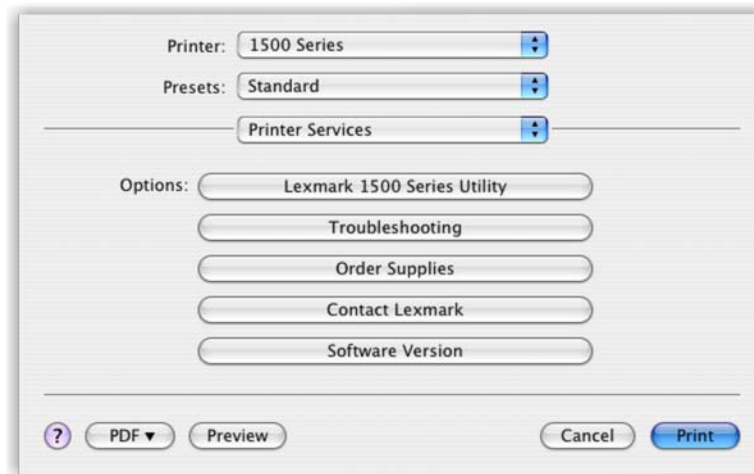 Printer: 1500 Series
Presets: Standard
Printer Services
Options: Lexmark 1500 Series Utility
Troubleshooting
Order Supplies
Contact Lexmark
Software Version
? PDF ▼ Preview Cancel Print